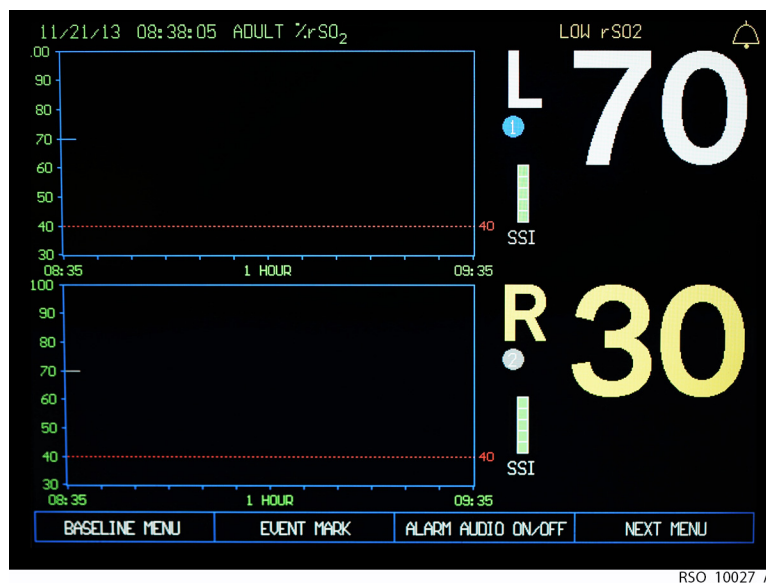 11/21/13 08:38:05 ADULT %rSO2 LOW rSO2
.00
90
80
70
60
50
40
30
40
08:35 1 HOUR 09:35
L 70
1
SSI
100
90
80
70
60
50
40
30
40
08:35 1 HOUR 09:35
R 30
2
SSI
BASELINE MENU EVENT MARK ALARM AUDIO ON/OFF NEXT MENU
RSO 10027